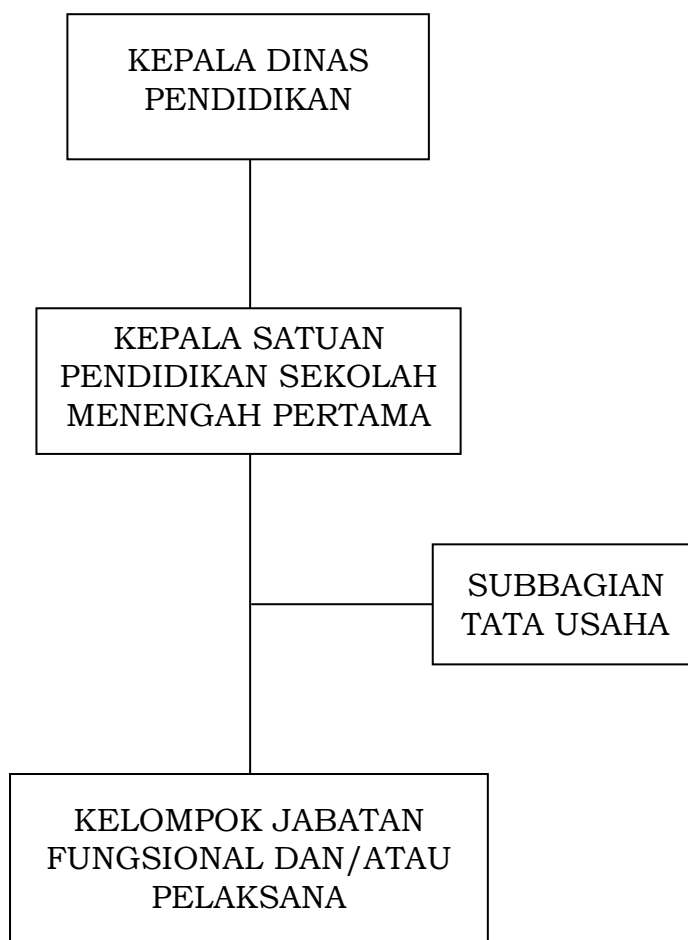 KEPALA DINAS
PENDIDIKAN
KEPALA SATUAN
PENDIDIKAN SEKOLAH
MENENGAH PERTAMA
SUBBAGIAN
TATA USAHA
KELOMPOK JABATAN
FUNGSIONAL DAN/ATAU
PELAKSANA